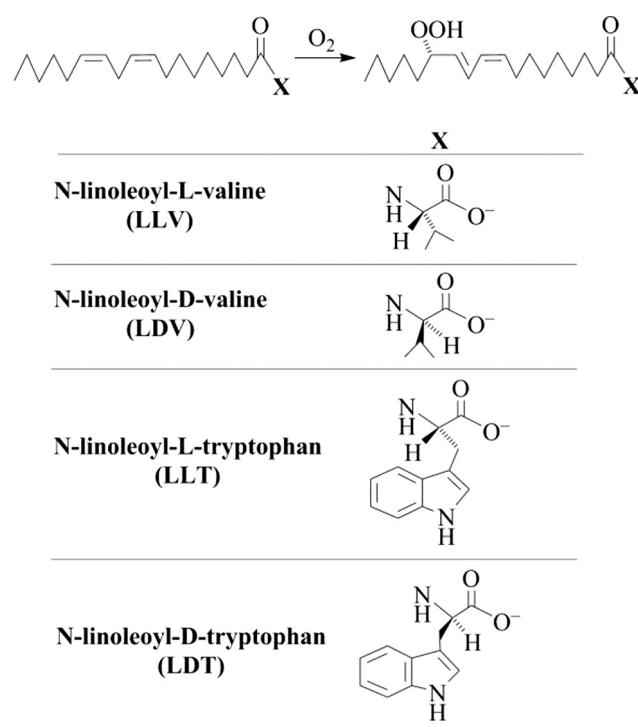 O OOH O
O₂
X X
X
N-linoleoyl-L-valine
(LLV)
O
N
H O⁻
H
N-linoleoyl-D-valine
(LDV)
O
N
H O⁻
H
N-linoleoyl-L-tryptophan
(LLT)
O
N
H O⁻
H
N
H
N-linoleoyl-D-tryptophan
(LDT)
O
N
H O⁻
H
N
H